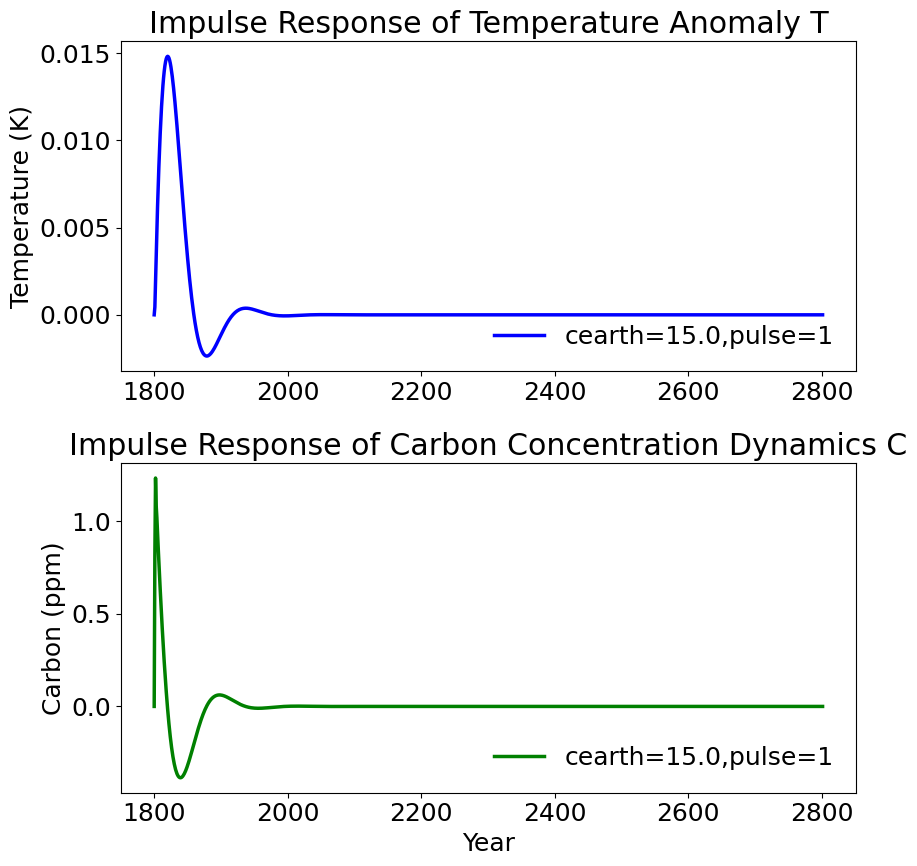 Impulse Response of Temperature Anomaly T
Temperature (K)
0.015
0.010
0.005
0.000
cearth=15.0,pulse=1
1800 2000 2200 2400 2600 2800
Impulse Response of Carbon Concentration Dynamics C
Carbon (ppm)
1.0
0.5
0.0
cearth=15.0,pulse=1
1800 2000 2200 2400 2600 2800
Year